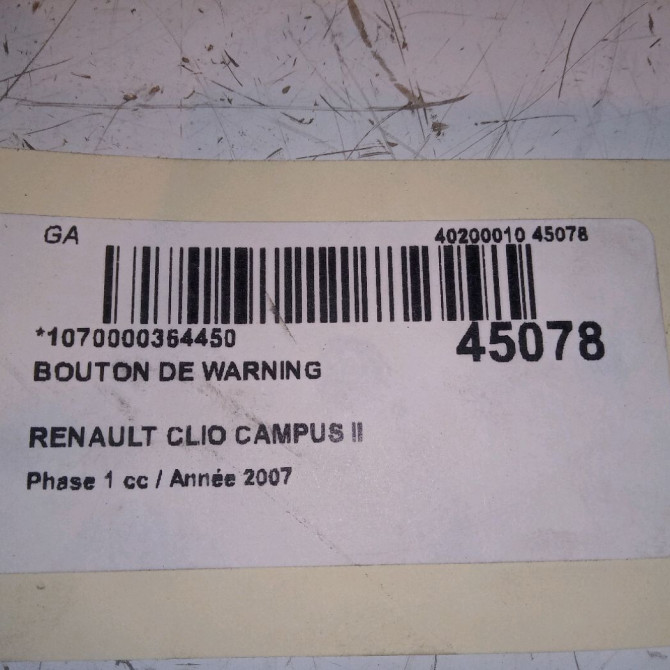 GA
40200010 45078
*1070000364450
45078
BOUTON DE WARNING
RENAULT CLIO CAMPUS II
Phase 1 cc / Année 2007